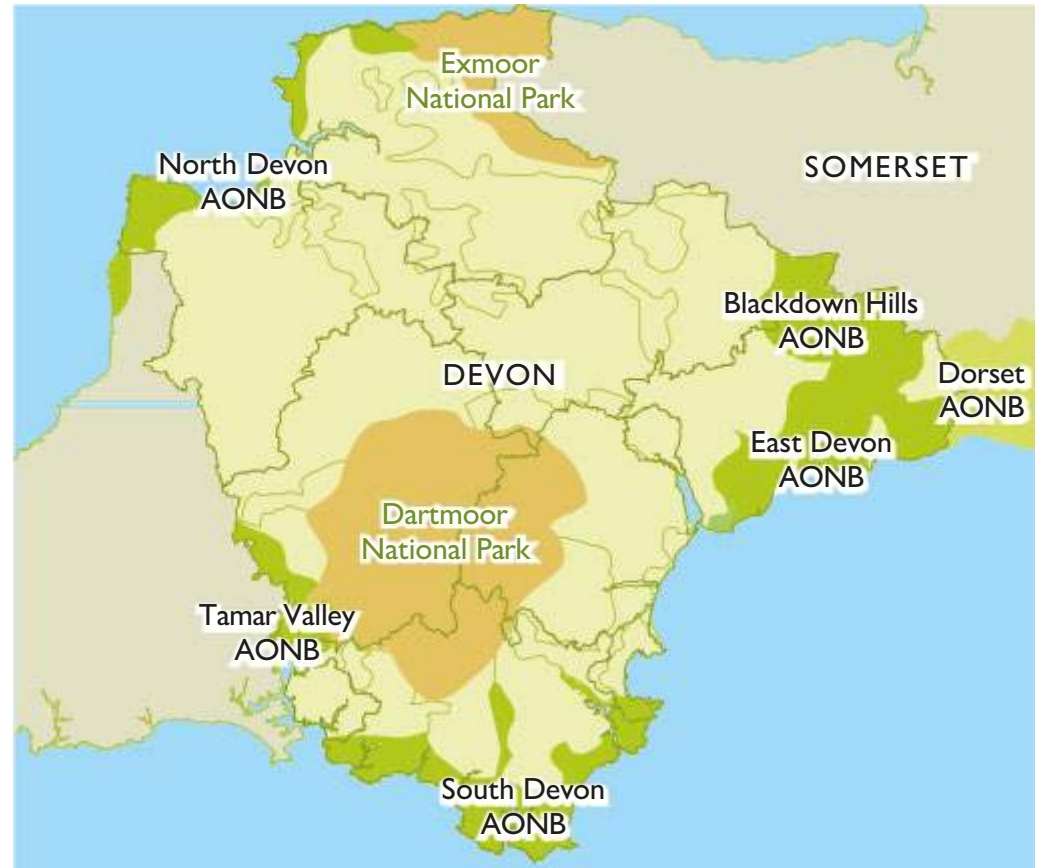 Exmoor
National Park
North Devon
AONB
SOMERSET
Blackdown Hills
AONB
DEVON
Dorset
AONB
East Devon
AONB
Dartmoor
National Park
Tamar Valley
AONB
South Devon
AONB